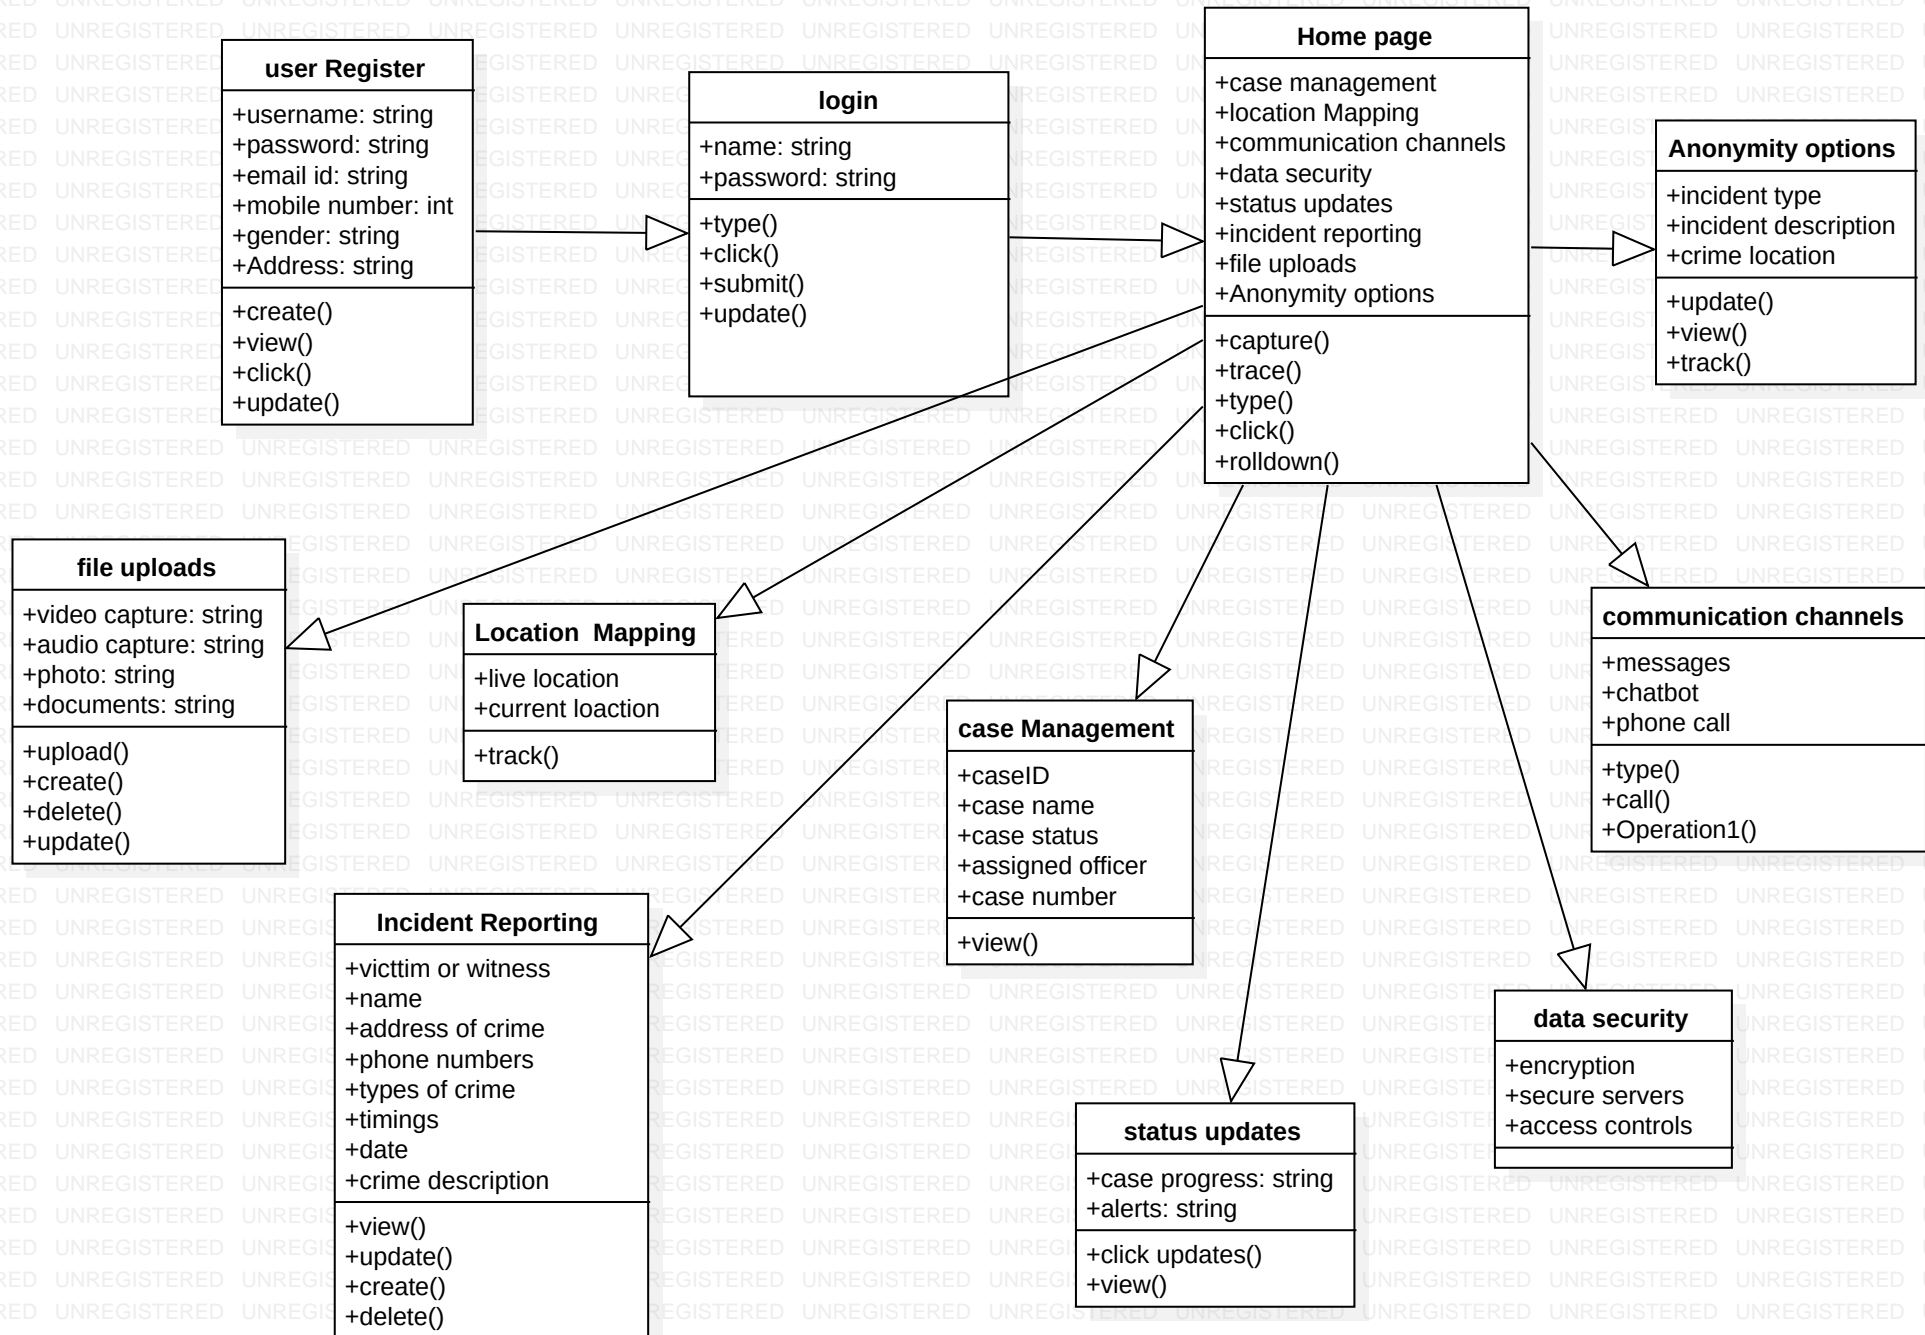 user Register
+username: string
+password: string
+email id: string
+mobile number: int
+gender: string
+Address: string
+create()
+view()
+click()
+update()
login
+name: string
+password: string
+type()
+click()
+submit()
+update()
Home page
+case management
+location Mapping
+communication channels
+data security
+status updates
+incident reporting
+file uploads
+Anonymity options
+capture()
+trace()
+type()
+click()
+rolldown()
Anonymity options
+incident type
+incident description
+crime location
+update()
+view()
+track()
file uploads
+video capture: string
+audio capture: string
+photo: string
+documents: string
+upload()
+create()
+delete()
+update()
Location  Mapping
+live location
+current loaction
+track()
case Management
+caseID
+case name
+case status
+assigned officer
+case number
+view()
communication channels
+messages
+chatbot
+phone call
+type()
+call()
+Operation1()
Incident Reporting
+victtim or witness
+name
+address of crime
+phone numbers
+types of crime
+timings
+date
+crime description
+view()
+update()
+create()
+delete()
status updates
+case progress: string
+alerts: string
+click updates()
+view()
data security
+encryption
+secure servers
+access controls
UNREGISTERED